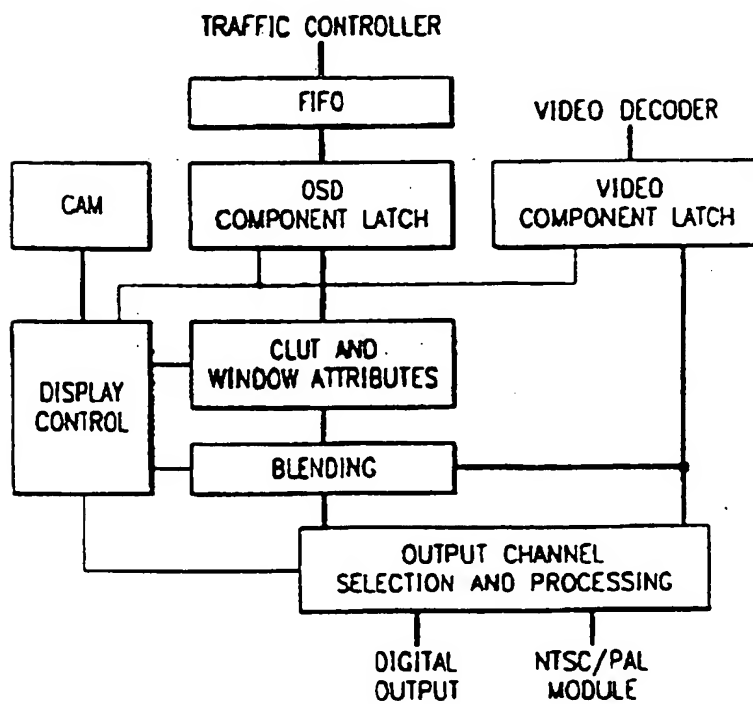 TRAFFIC CONTROLLER
FIFO
VIDEO DECODER
CAM
OSD
COMPONENT LATCH
VIDEO
COMPONENT LATCH
DISPLAY
CONTROL
CLUT AND
WINDOW ATTRIBUTES
BLENDING
OUTPUT CHANNEL
SELECTION AND PROCESSING
DIGITAL
OUTPUT
NTSC/PAL
MODULE